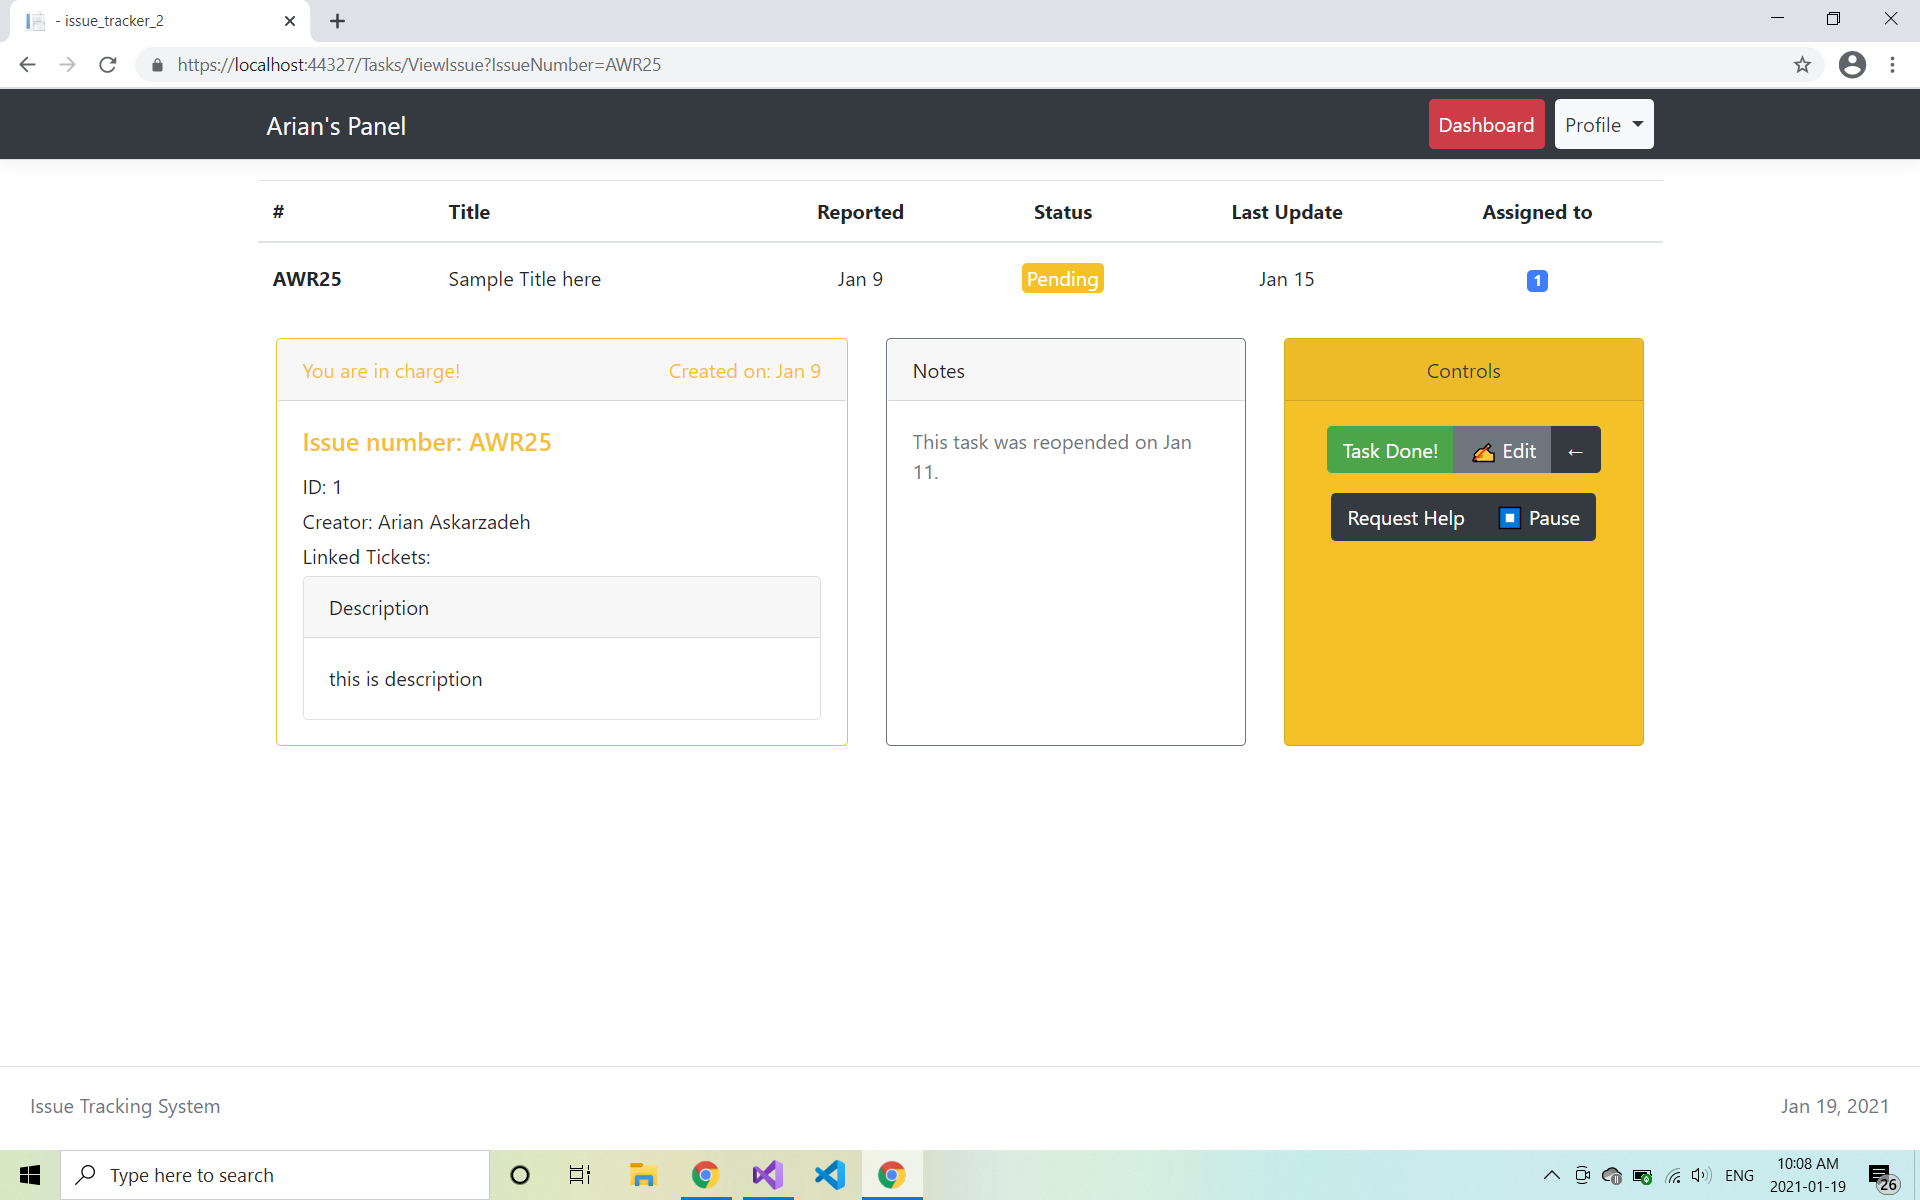 - issue_tracker_2
https://localhost:44327/Tasks/ViewIssue?IssueNumber=AWR25
Arian's Panel
Dashboard
Profile
# Title Reported Status Last Update Assigned to
AWR25 Sample Title here Jan 9 Pending Jan 15 1
You are in charge! Created on: Jan 9
Issue number: AWR25
ID: 1
Creator: Arian Askarzadeh
Linked Tickets:
Description
this is description
Notes
This task was reopended on Jan
11.
Controls
Task Done! ✍ Edit ←
Request Help Pause
Issue Tracking System Jan 19, 2021
Type here to search
ENG
10:08 AM
2021-01-19
26